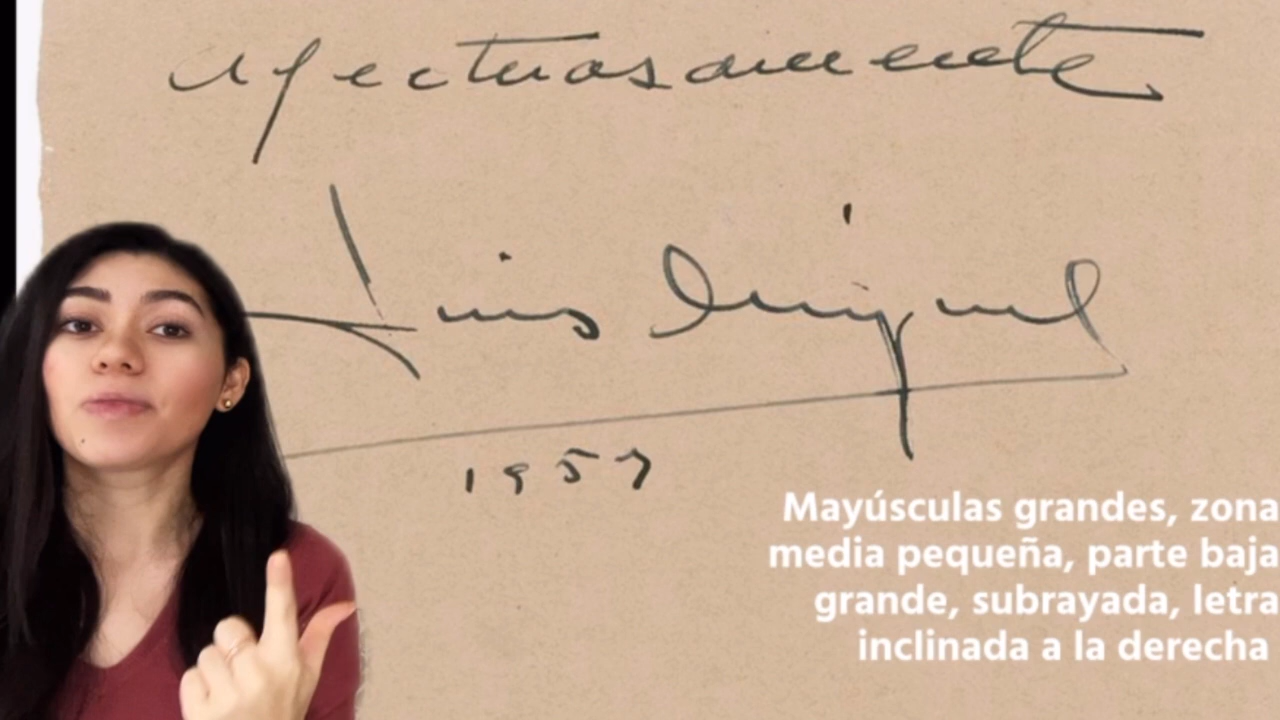 afectuosamente
Luis Miguel
1957
Mayúsculas grandes, zona
media pequeña, parte baja
grande, subrayada, letra
inclinada a la derecha